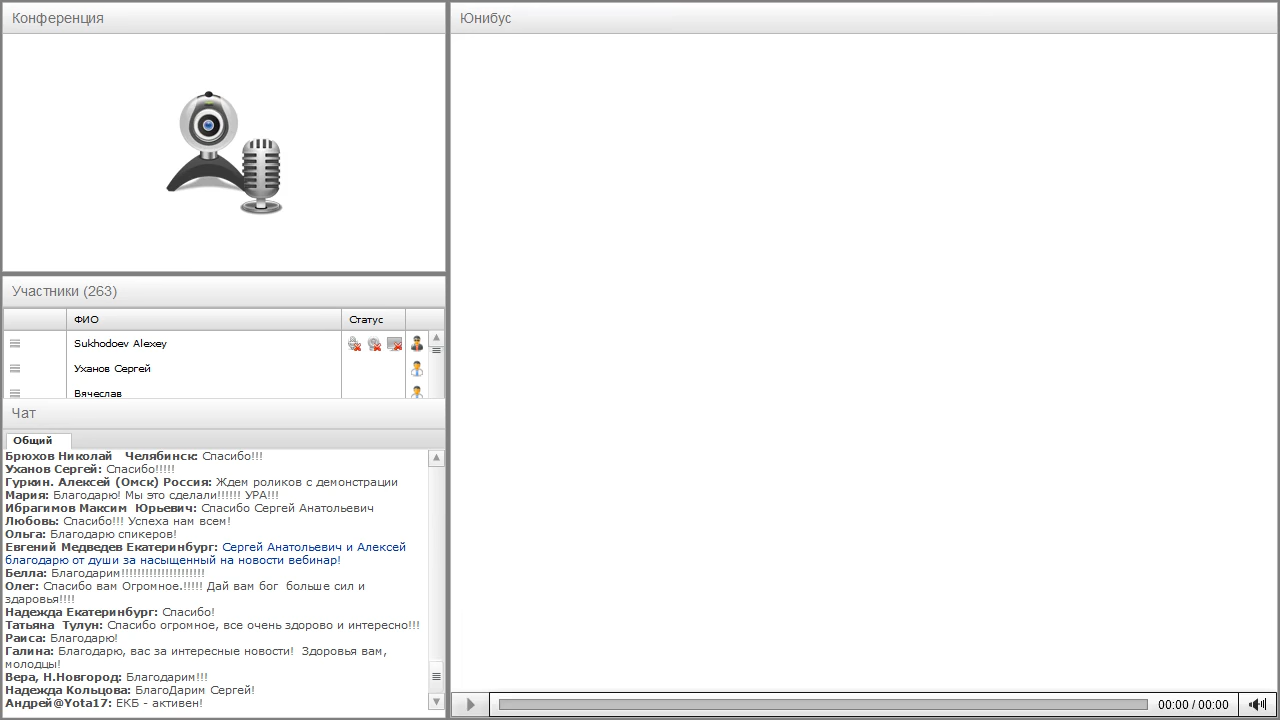 Конференция
Юнибус
Участники (263)
ФИО Статус
Sukhodoev Alexey
Уханов Сергей
Вячеслав
Чат
Общий
Брюхов Николай   Челябинск: Спасибо!!!
Уханов Сергей: Спасибо!!!!!
Гуркин. Алексей (Омск) Россия: Ждем роликов с демонстрации
Мария: Благодарю! Мы это сделали!!!!!! УРА!!!
Ибрагимов Максим  Юрьевич: Спасибо Сергей Анатольевич
Любовь: Спасибо!!! Успеха нам всем!
Ольга: Благодарю спикеров!
Евгений Медведев Екатеринбург: Сергей Анатольевич и Алексей
благодарю от души за насыщенный на новости вебинар!
Белла: Благодарим!!!!!!!!!!!!!!!!!!!!!
Олег: Спасибо вам Огромное.!!!!! Дай вам бог  больше сил и
здоровья!!!!
Надежда Екатеринбург: Спасибо!
Татьяна  Тулун: Спасибо огромное, все очень здорово и интересно!!!
Раиса: Благодарю!
Галина: Благодарю, вас за интересные новости!  Здоровья вам,
молодцы!
Вера, Н.Новгород: Благодарим!!!
Надежда Кольцова: БлагоДарим Сергей!
Андрей@Yota17: ЕКБ - активен!
00:00 / 00:00